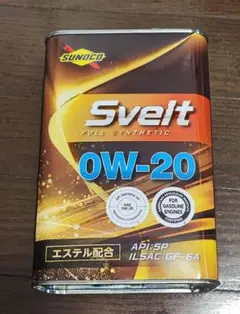 SUNOCO
Svelt
FULL SYNTHETIC
0W-20
FOR
GASOLINE
ENGINES
エステル配合
API:SP
ILSAC:GF-6A